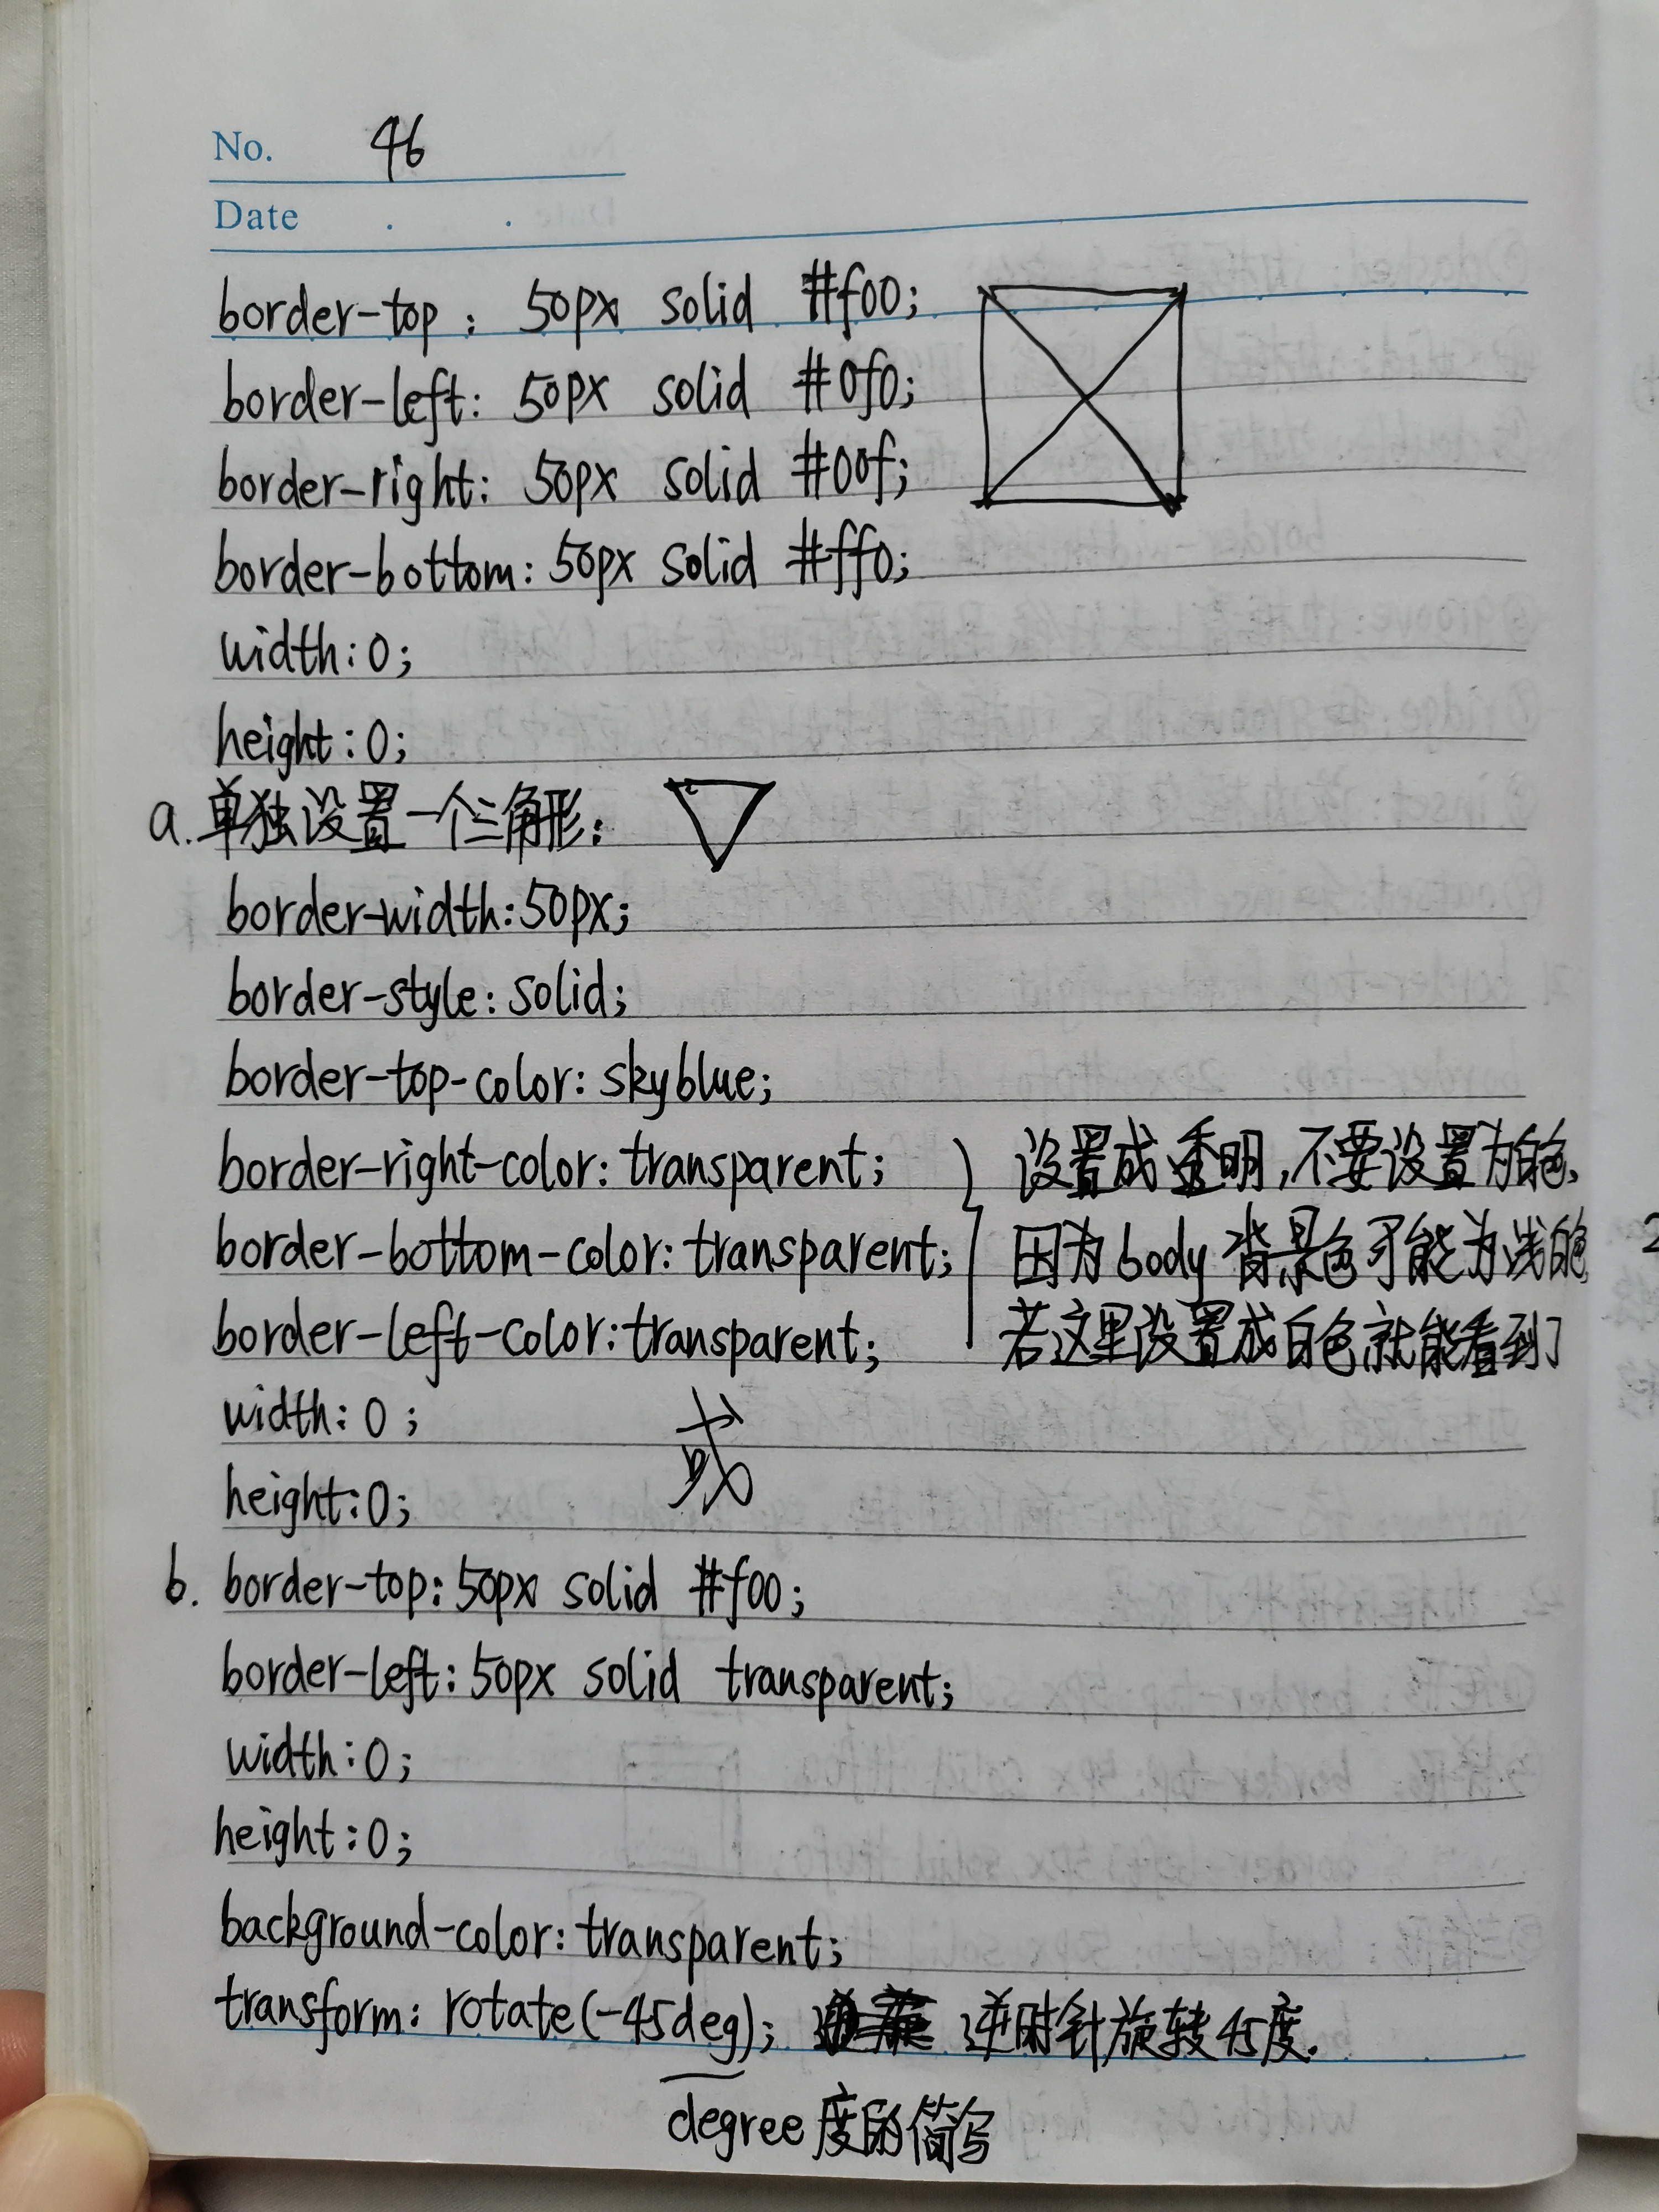 No. 46
Date . .
border-top: 50px solid #f00;
border-left: 50px solid #0f0;
border-right: 50px solid #00f;
border-bottom: 50px solid #ff0;
width:0;
height:0;
a.单独设置一个三角形:
border-width:50px;
border-style:solid;
border-top-color:skyblue;
border-right-color:transparent; 设置成透明,不要设置为白色,
border-bottom-color:transparent; 因为body背景色可能为浅色
border-left-color:transparent; 若这里设置成白色就能看到了
width:0;
或
height:0;
b. border-top:50px solid #f00;
border-left:50px solid transparent;
width:0;
height:0;
background-color:transparent;
transform: rotate(-45deg); 逆时针旋转45度.
degree度的简写